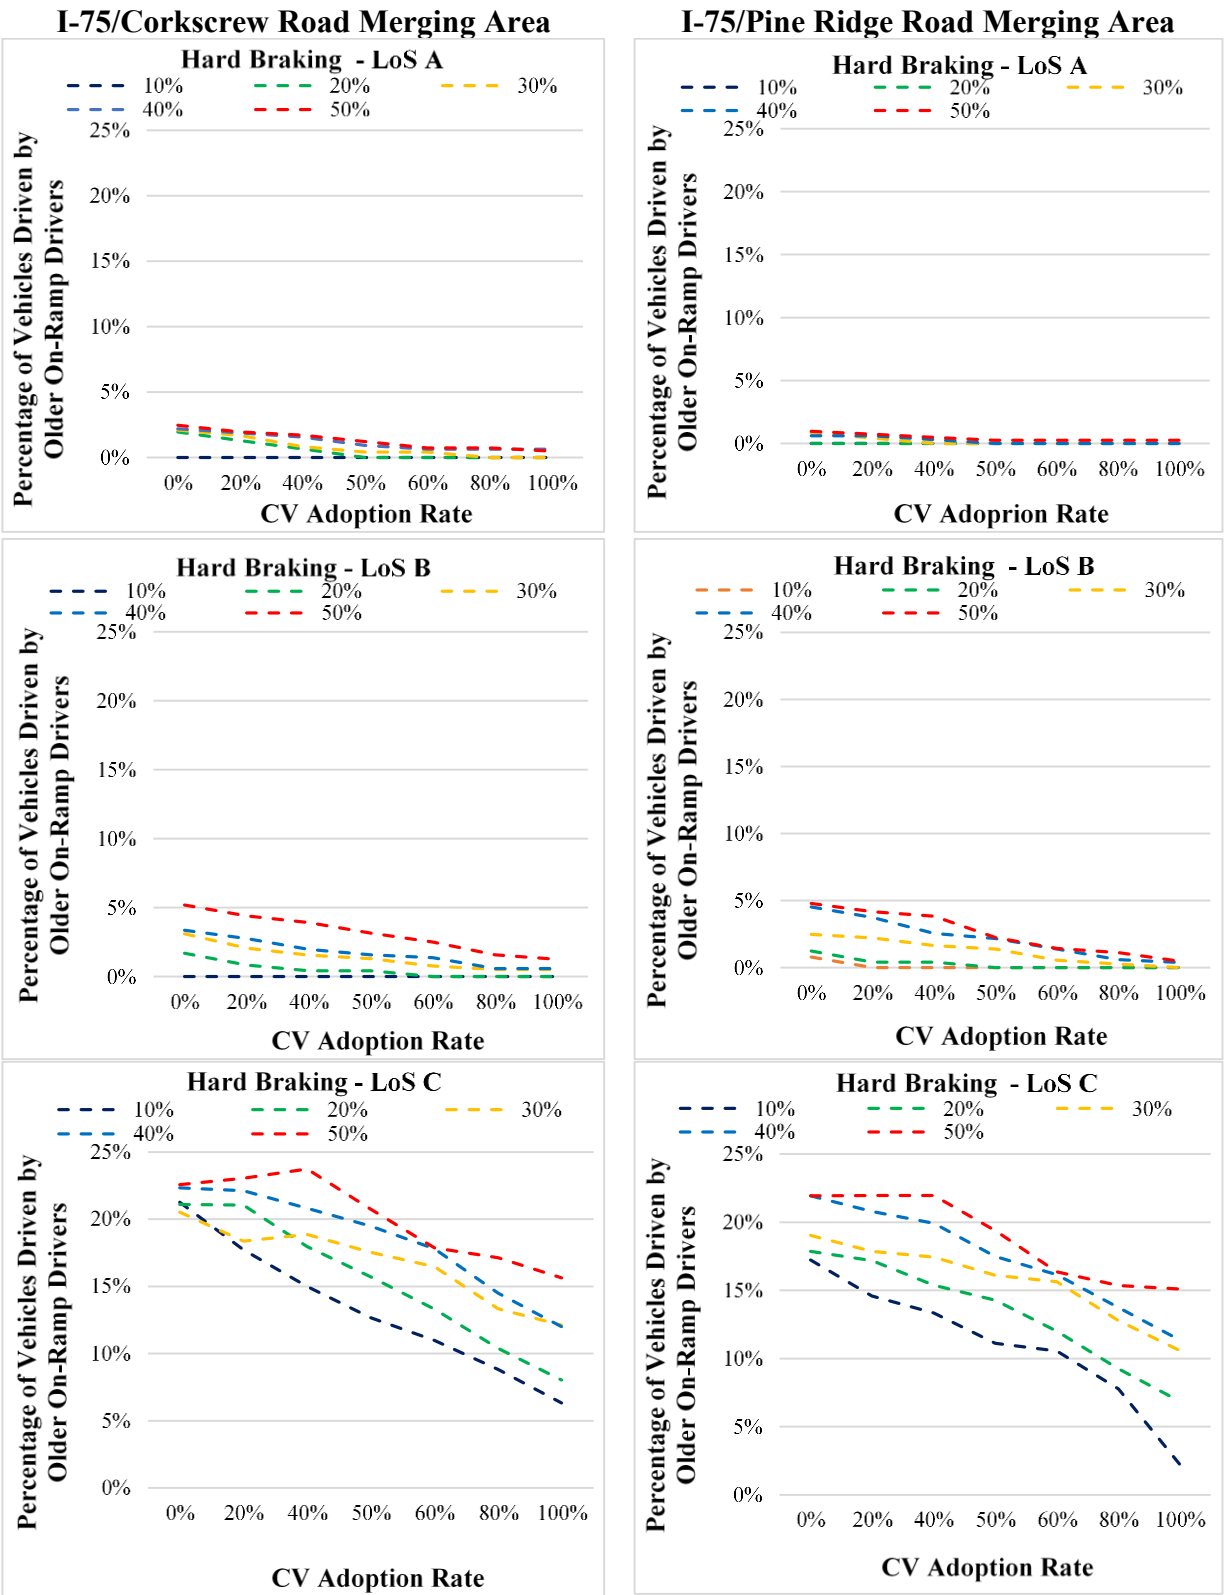 I-75/Corkscrew Road Merging Area
I-75/Pine Ridge Road Merging Area
Hard Braking - LoS A
10% 20% 30%
40% 50%
Percentage of Vehicles Driven by
Older On-Ramp Drivers
25%
20%
15%
10%
5%
0%
0% 20% 40% 50% 60% 80% 100%
CV Adoption Rate
Hard Braking - LoS A
10% 20% 30%
40% 50%
Percentage of Vehicles Driven by
Older On-Ramp Drivers
25%
20%
15%
10%
5%
0%
0% 20% 40% 50% 60% 80% 100%
CV Adoprion Rate
Hard Braking - LoS B
10% 20% 30%
40% 50%
Percentage of Vehicles Driven by
Older On-Ramp Drivers
25%
20%
15%
10%
5%
0%
0% 20% 40% 50% 60% 80% 100%
CV Adoption Rate
Hard Braking - LoS B
10% 20% 30%
40% 50%
Percentage of Vehicles Driven by
Older On-Ramp Drivers
25%
20%
15%
10%
5%
0%
0% 20% 40% 50% 60% 80% 100%
CV Adoption Rate
Hard Braking - LoS C
10% 20% 30%
40% 50%
Percentage of Vehicles Driven by
Older On-Ramp Drivers
25%
20%
15%
10%
5%
0%
0% 20% 40% 50% 60% 80% 100%
CV Adoption Rate
Hard Braking - LoS C
10% 20% 30%
40% 50%
Percentage of Vehicles Driven by
Older On-Ramp Drivers
25%
20%
15%
10%
5%
0%
0% 20% 40% 50% 60% 80% 100%
CV Adoption Rate